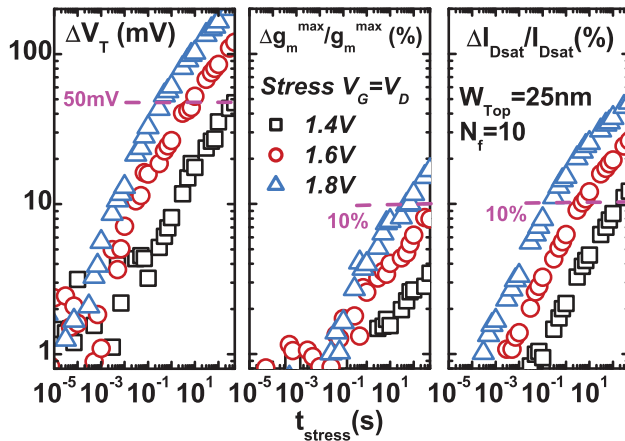 ΔV_T (mV)
Δg_m^max/g_m^max (%)
ΔI_Dsat/I_Dsat (%)
100
10
1
50mV
Stress V_G=V_D
1.4V
1.6V
1.8V
10%
W_Top=25nm
N_f=10
10%
10^-5 10^-3 10^-1 10^1
10^-5 10^-3 10^-1 10^1
10^-5 10^-3 10^-1 10^1
t_stress(s)